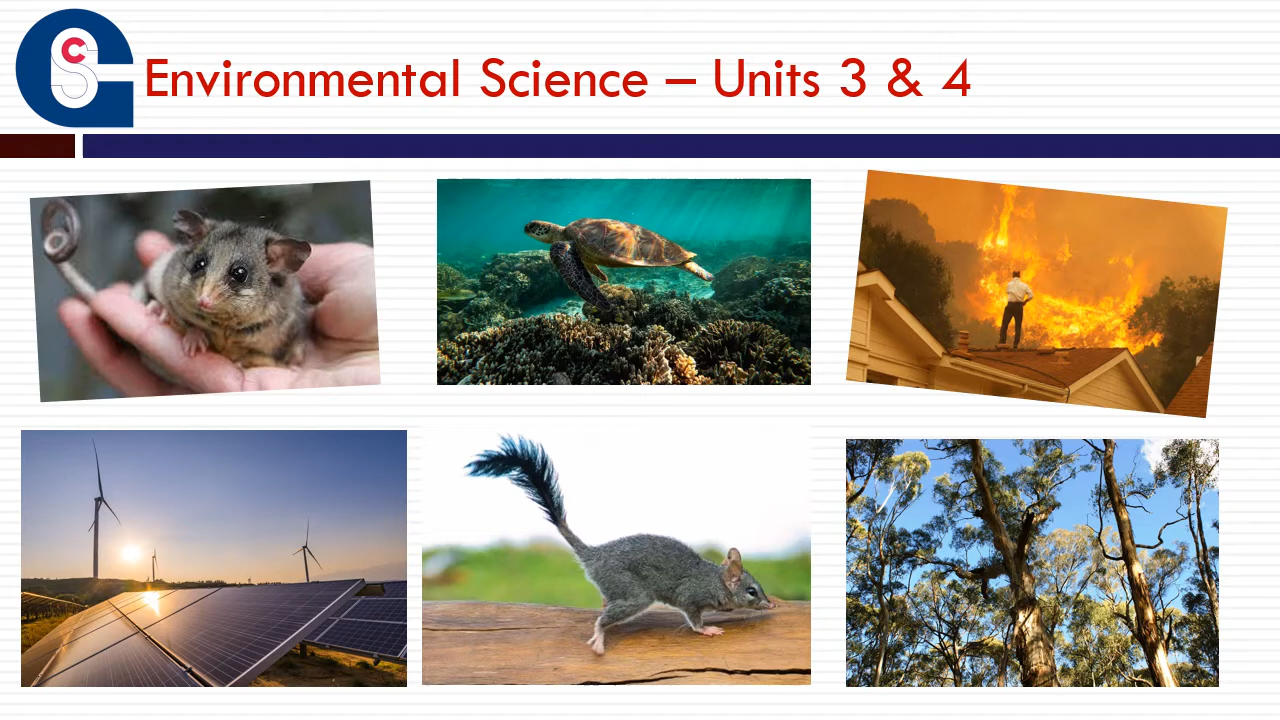 Environmental Science – Units 3 & 4